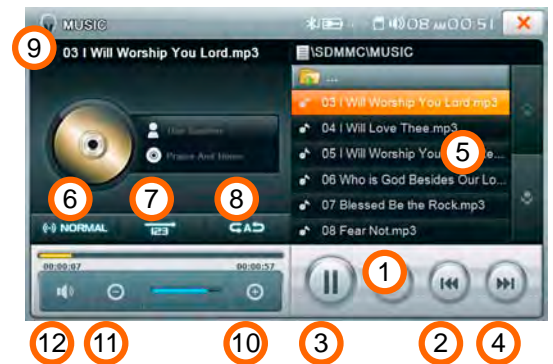 MUSIC
08 AM 00:51
9
03 I Will Worship You Lord.mp3
\SDMMC\MUSIC
...
03 I Will Worship You Lord.mp3
04 I Will Love Thee.mp3
05 I Will Worship You
5
06 Who is God Besides Our Lo...
07 Blessed Be the Rock.mp3
08 Fear Not.mp3
Praise And
6
7
8
NORMAL
123
A
00:00:07
00:00:57
1
12
11
10
3
2
4